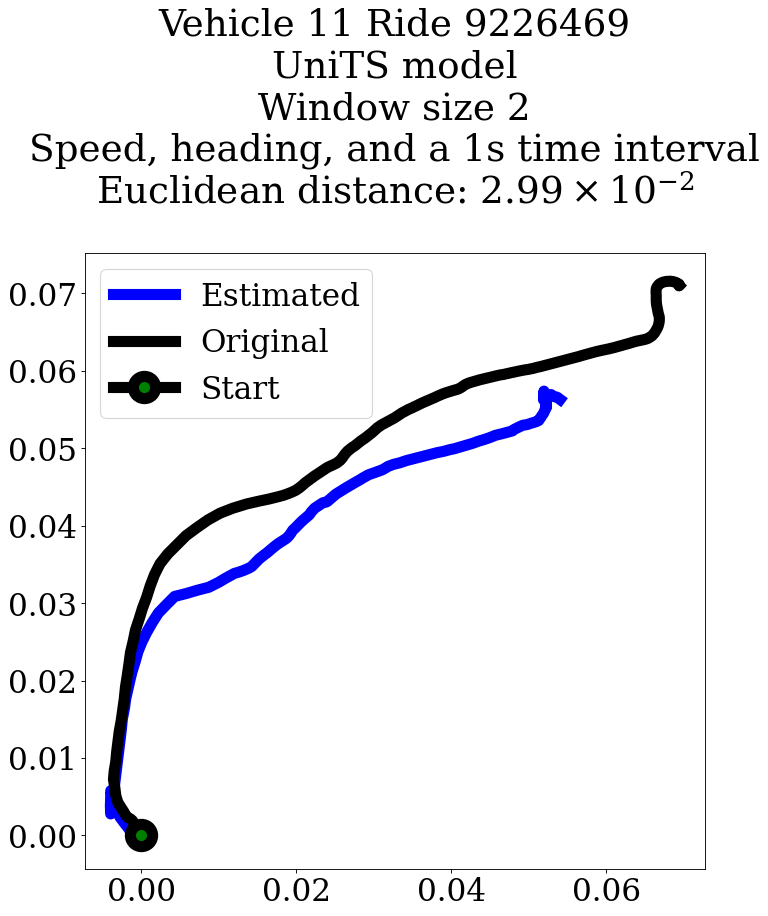 Vehicle 11 Ride 9226469
UniTS model
Window size 2
Speed, heading, and a 1s time interval
Euclidean distance: 2.99 × 10⁻²
Estimated
Original
Start
0.07
0.06
0.05
0.04
0.03
0.02
0.01
0.00
0.00 0.02 0.04 0.06